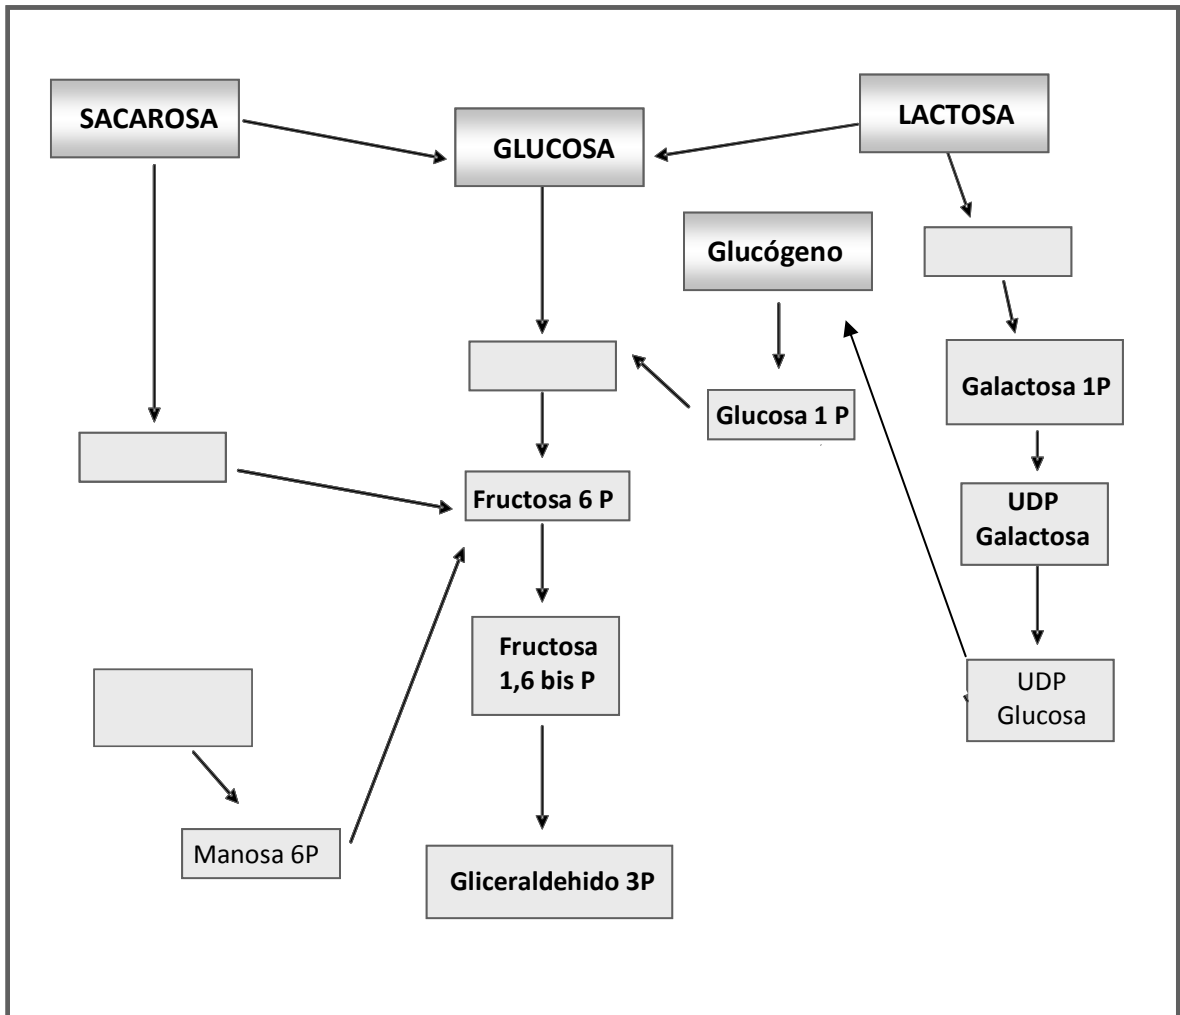 SACAROSA
GLUCOSA
LACTOSA
Glucógeno
Galactosa 1P
Glucosa 1 P
Fructosa 6 P
UDP
Galactosa
Fructosa
1,6 bis P
UDP
Glucosa
Manosa 6P
Gliceraldehido 3P